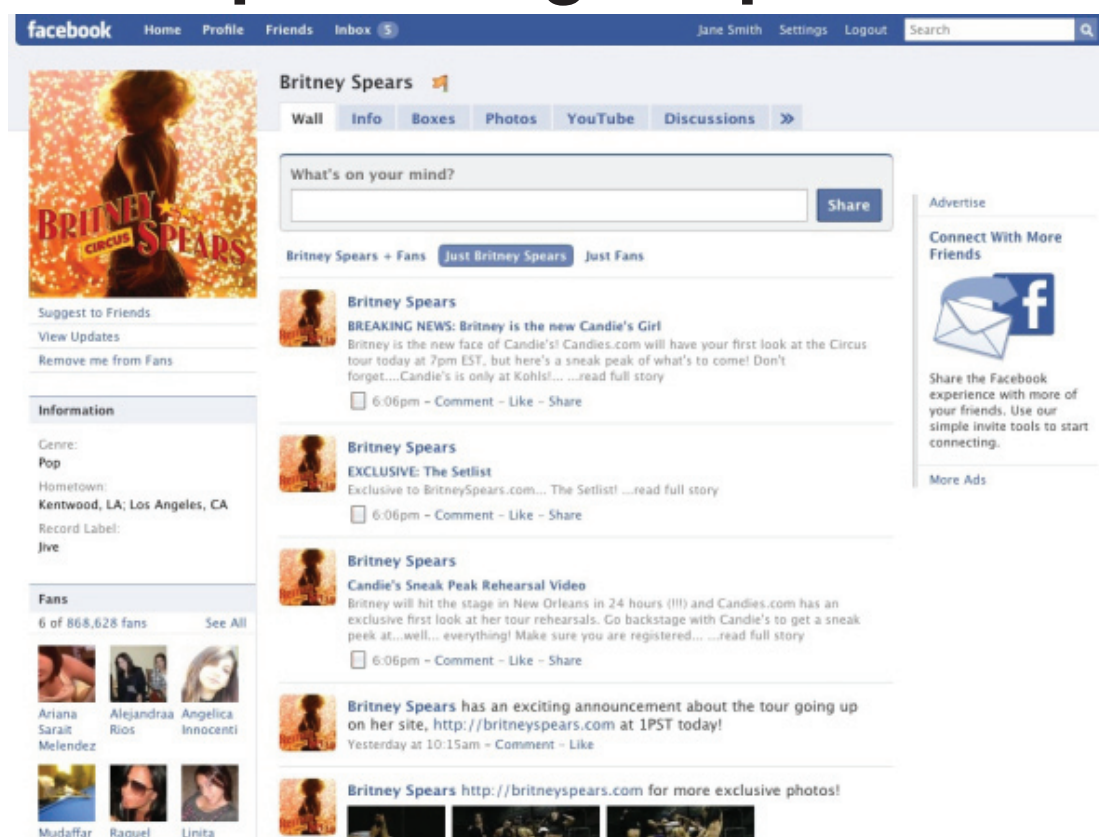 facebook Home Profile Friends Inbox 5 Jane Smith Settings Logout Search
Britney Spears
Wall Info Boxes Photos YouTube Discussions »
BRITNEY SPEARS
CIRCUS
Suggest to Friends
View Updates
Remove me from Fans
Information
Genre:
Pop
Hometown:
Kentwood, LA; Los Angeles, CA
Record Label:
Jive
Fans
6 of 868,628 fans See All
Ariana Sarait Melendez
Alejandraa Rios
Angelica Innocenti
Mudaffar Raquel Linita
What's on your mind?
Share
Britney Spears + Fans Just Britney Spears Just Fans
Britney Spears
BREAKING NEWS: Britney is the new Candie's Girl
Britney is the new face of Candie's! Candies.com will have your first look at the Circus
tour today at 7pm EST, but here's a sneak peak of what's to come! Don't
forget....Candie's is only at Kohls!... ...read full story
6:06pm – Comment – Like – Share
Britney Spears
EXCLUSIVE: The Setlist
Exclusive to BritneySpears.com... The Setlist! ...read full story
6:06pm – Comment – Like – Share
Britney Spears
Candie's Sneak Peak Rehearsal Video
Britney will hit the stage in New Orleans in 24 hours (!!!) and Candies.com has an
exclusive first look at her tour rehearsals. Go backstage with Candie's to get a sneak
peek at...well... everything! Make sure you are registered... ...read full story
6:06pm – Comment – Like – Share
Britney Spears has an exciting announcement about the tour going up
on her site, http://britneyspears.com at 1PST today!
Yesterday at 10:15am – Comment – Like
Britney Spears http://britneyspears.com for more exclusive photos!
Advertise
Connect With More
Friends
f
Share the Facebook
experience with more of
your friends. Use our
simple invite tools to start
connecting.
More Ads